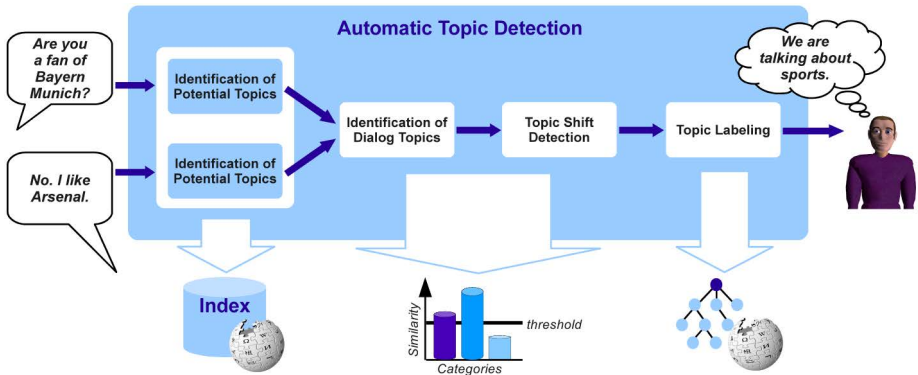 Automatic Topic Detection
Are you
a fan of
Bayern
Munich?
No. I like
Arsenal.
Identification of
Potential Topics
Identification of
Potential Topics
Identification of
Dialog Topics
Topic Shift
Detection
Topic Labeling
We are
talking about
sports.
Index
Similarity
threshold
Categories